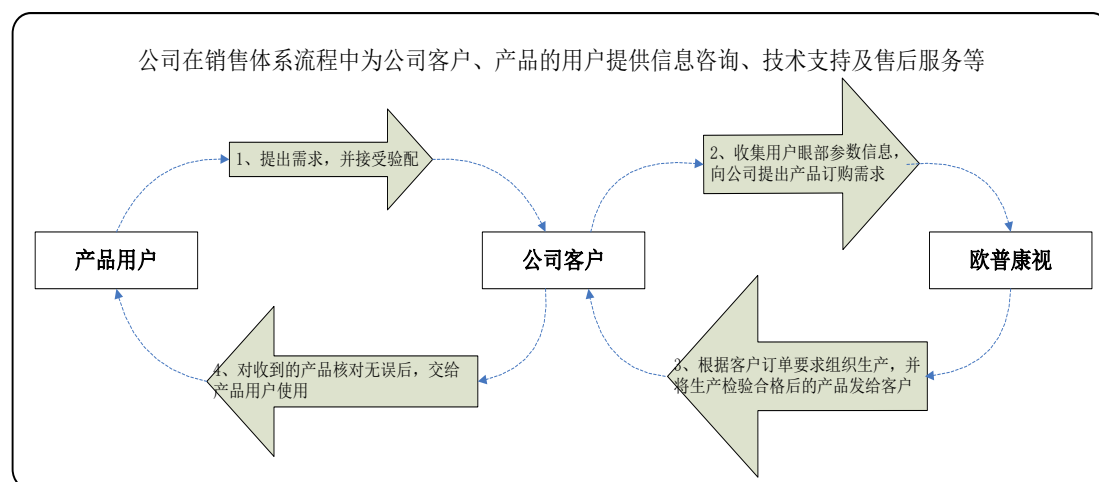 公司在销售体系流程中为公司客户、产品的用户提供信息咨询、技术支持及售后服务等
1、提出需求，并接受验配
2、收集用户眼部参数信息，
向公司提出产品订购需求
产品用户
公司客户
欧普康视
4、对收到的产品核对无误后，交给
产品用户使用
3、根据客户订单要求组织生产，并
将生产检验合格后的产品发给客户